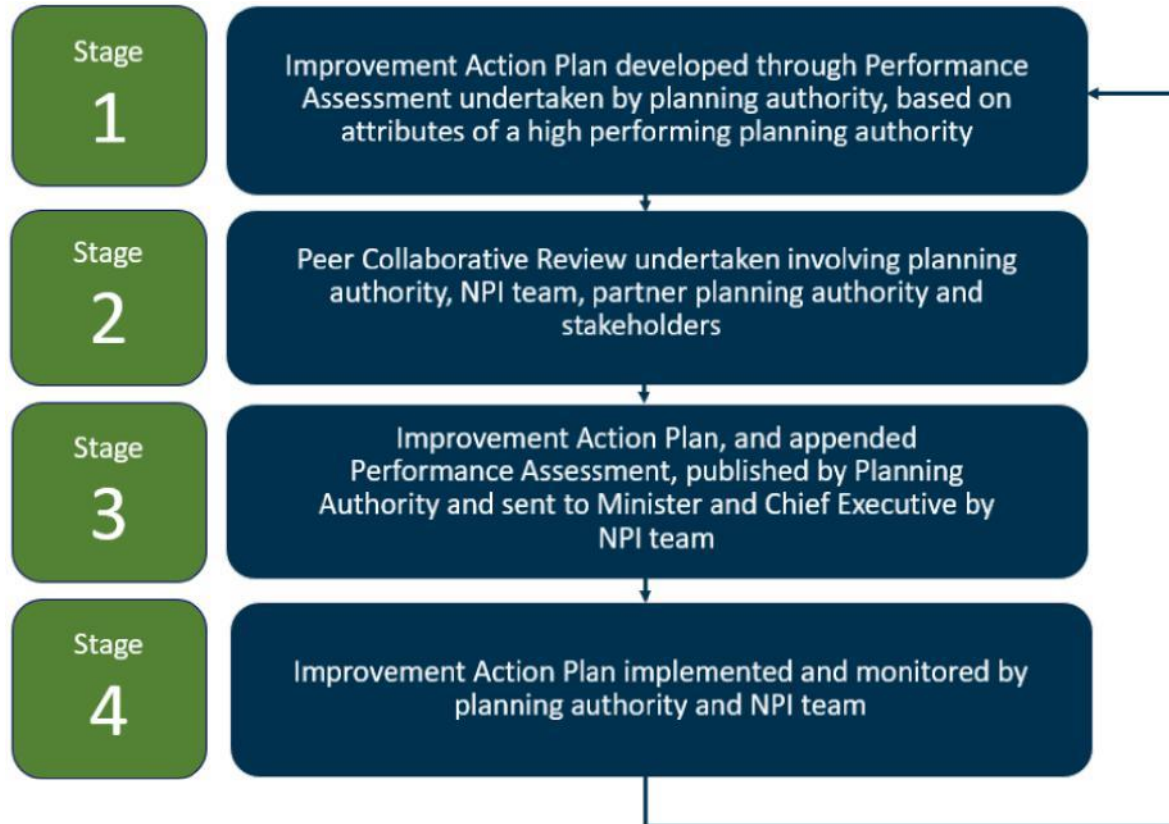 Stage
1
Improvement Action Plan developed through Performance
Assessment undertaken by planning authority, based on
attributes of a high performing planning authority
Stage
2
Peer Collaborative Review undertaken involving planning
authority, NPI team, partner planning authority and
stakeholders
Stage
3
Improvement Action Plan, and appended
Performance Assessment, published by Planning
Authority and sent to Minister and Chief Executive by
NPI team
Stage
4
Improvement Action Plan implemented and monitored by
planning authority and NPI team